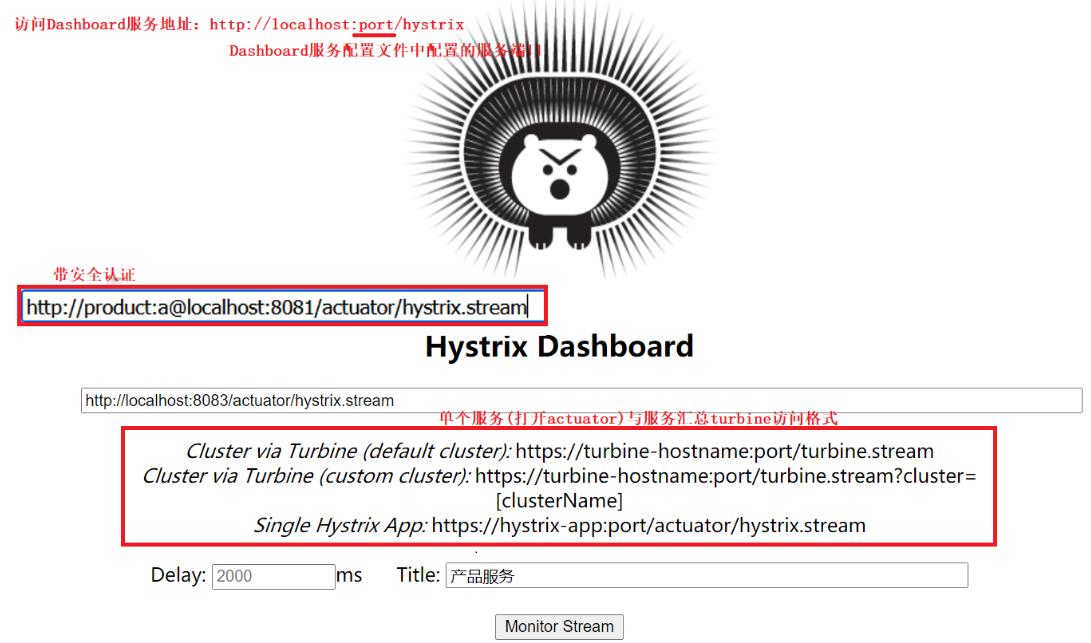 访问Dashboard服务地址：http://localhost:port/hystrix
Dashboard服务配置文件中配置的服务端口
带安全认证
http://product:a@localhost:8081/actuator/hystrix.stream
Hystrix Dashboard
http://localhost:8083/actuator/hystrix.stream
单个服务(打开actuator)与服务汇总turbine访问格式
Cluster via Turbine (default cluster): https://turbine-hostname:port/turbine.stream
Cluster via Turbine (custom cluster): https://turbine-hostname:port/turbine.stream?cluster=
[clusterName]
Single Hystrix App: https://hystrix-app:port/actuator/hystrix.stream
Delay: 2000 ms Title: 产品服务
Monitor Stream